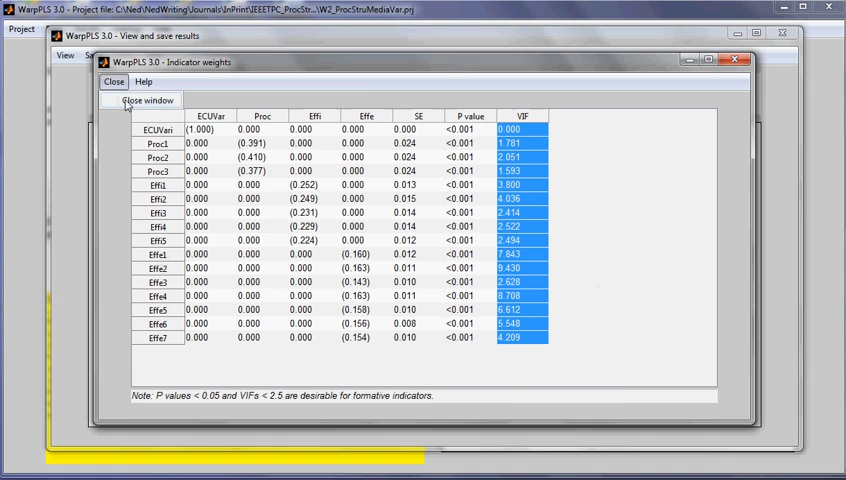 WarpPLS 3.0 - Project file: C:\Ned\NedWriting\Journals\InPrint\IEEETPC_ProcStr...\W2_ProcStruMediaVar.prj
Project
WarpPLS 3.0 - View and save results
View Sa
WarpPLS 3.0 - Indicator weights
Close Help
Close window
ECUVar Proc Effi Effe SE P value VIF
ECUVari (1.000) 0.000 0.000 0.000 0.000 <0.001 0.000
Proc1 0.000 (0.391) 0.000 0.000 0.024 <0.001 1.781
Proc2 0.000 (0.410) 0.000 0.000 0.024 <0.001 2.051
Proc3 0.000 (0.377) 0.000 0.000 0.024 <0.001 1.593
Effi1 0.000 0.000 (0.252) 0.000 0.013 <0.001 3.800
Effi2 0.000 0.000 (0.249) 0.000 0.015 <0.001 4.036
Effi3 0.000 0.000 (0.231) 0.000 0.014 <0.001 2.414
Effi4 0.000 0.000 (0.229) 0.000 0.010 <0.001 2.522
Effi5 0.000 0.000 (0.224) 0.000 0.012 <0.001 2.494
Effe1 0.000 0.000 0.000 (0.160) 0.012 <0.001 7.843
Effe2 0.000 0.000 0.000 (0.163) 0.011 <0.001 9.430
Effe3 0.000 0.000 0.000 (0.143) 0.010 <0.001 2.628
Effe4 0.000 0.000 0.000 (0.163) 0.011 <0.001 8.708
Effe5 0.000 0.000 0.000 (0.158) 0.010 <0.001 6.612
Effe6 0.000 0.000 0.000 (0.156) 0.008 <0.001 5.548
Effe7 0.000 0.000 0.000 (0.154) 0.010 <0.001 4.209
Note: P values < 0.05 and VIFs < 2.5 are desirable for formative indicators.